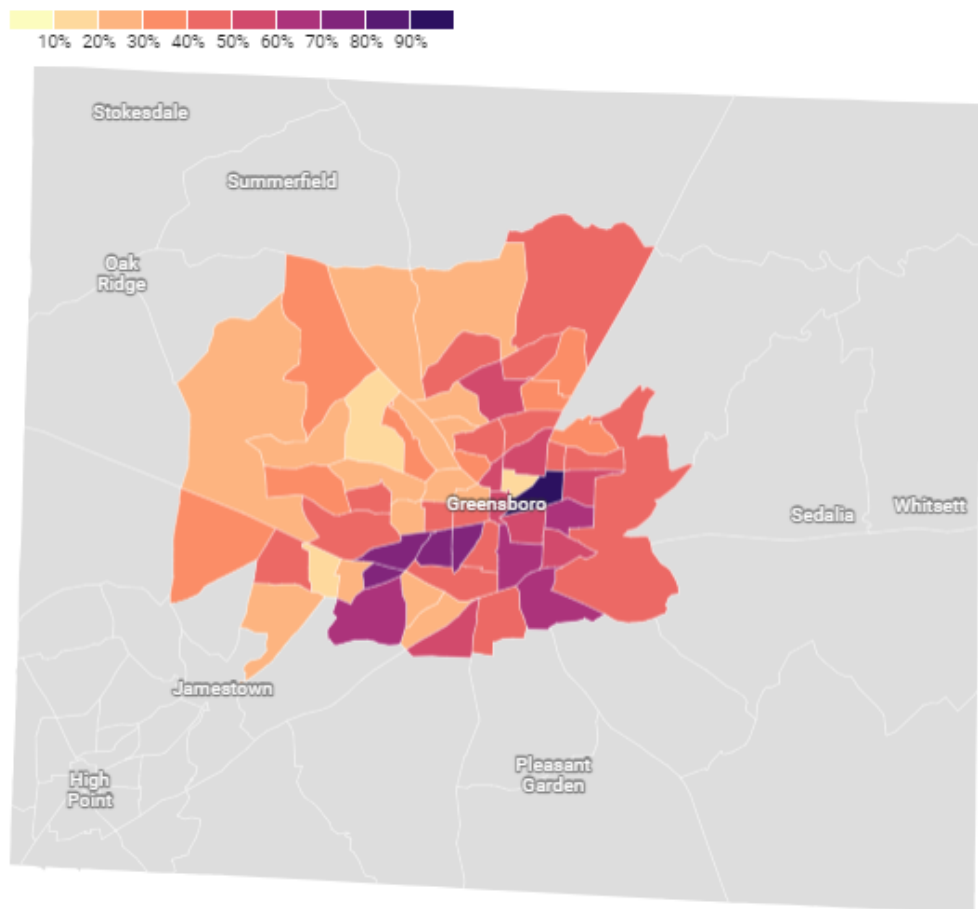 10% 20% 30% 40% 50% 60% 70% 80% 90%
Stokesdale
Summerfield
Oak
Ridge
Greensboro
Whitsett
Sedalia
Jamestown
Pleasant
Garden
High
Point